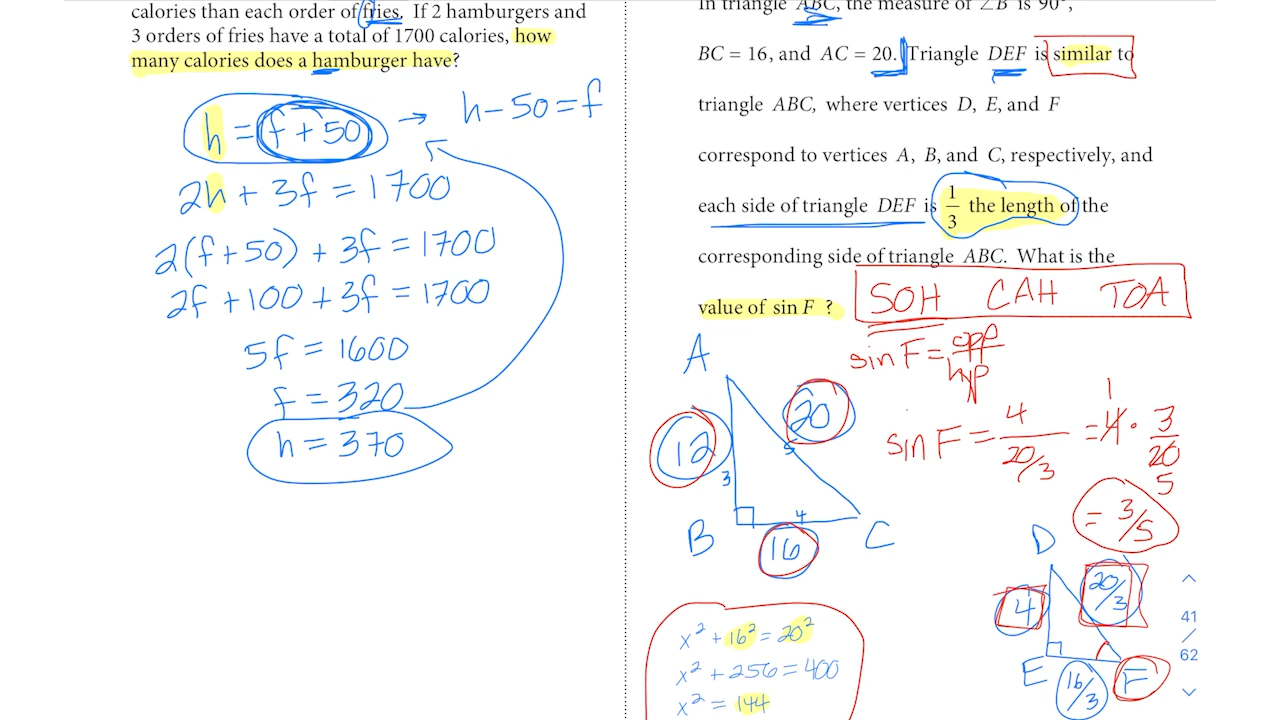 calories than each order of fries. If 2 hamburgers and
3 orders of fries have a total of 1700 calories, how
many calories does a hamburger have?
h = f + 50 → h - 50 = f
2h + 3f = 1700
2(f + 50) + 3f = 1700
2f + 100 + 3f = 1700
5f = 1600
f = 320
h = 370
In triangle ABC, the measure of ∠B is 90°,
BC = 16, and AC = 20. Triangle DEF is similar to
triangle ABC, where vertices D, E, and F
correspond to vertices A, B, and C, respectively, and
each side of triangle DEF is 1/3 the length of the
corresponding side of triangle ABC. What is the
value of sin F ?
SOH CAH TOA
sin F = opp/hyp
sin F = 4/(20/3) = 4 · 3/20
1
5
= 3/5
A
12
20
3
5
4
B
16
C
D
4
20/3
E
16/3
F
x² + 16² = 20²
x² + 256 = 400
x² = 144
41
/
62